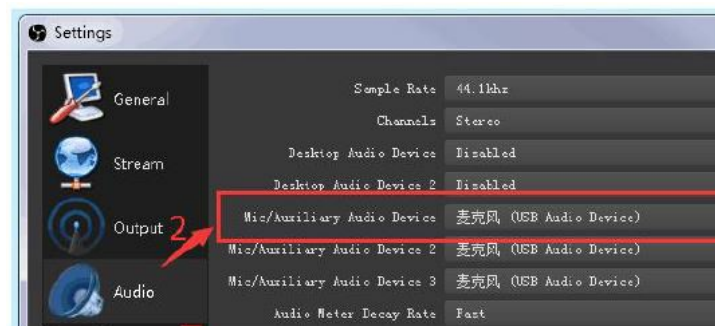 Settings
General
Stream
Output
Audio
2
Sample Rate 44.1khz
Channels Stereo
Desktop Audio Device Disabled
Desktop Audio Device 2 Disabled
Mic/Auxiliary Audio Device 麦克风 (USB Audio Device)
Mic/Auxiliary Audio Device 2 麦克风 (USB Audio Device)
Mic/Auxiliary Audio Device 3 麦克风 (USB Audio Device)
Audio Meter Decay Rate Fast